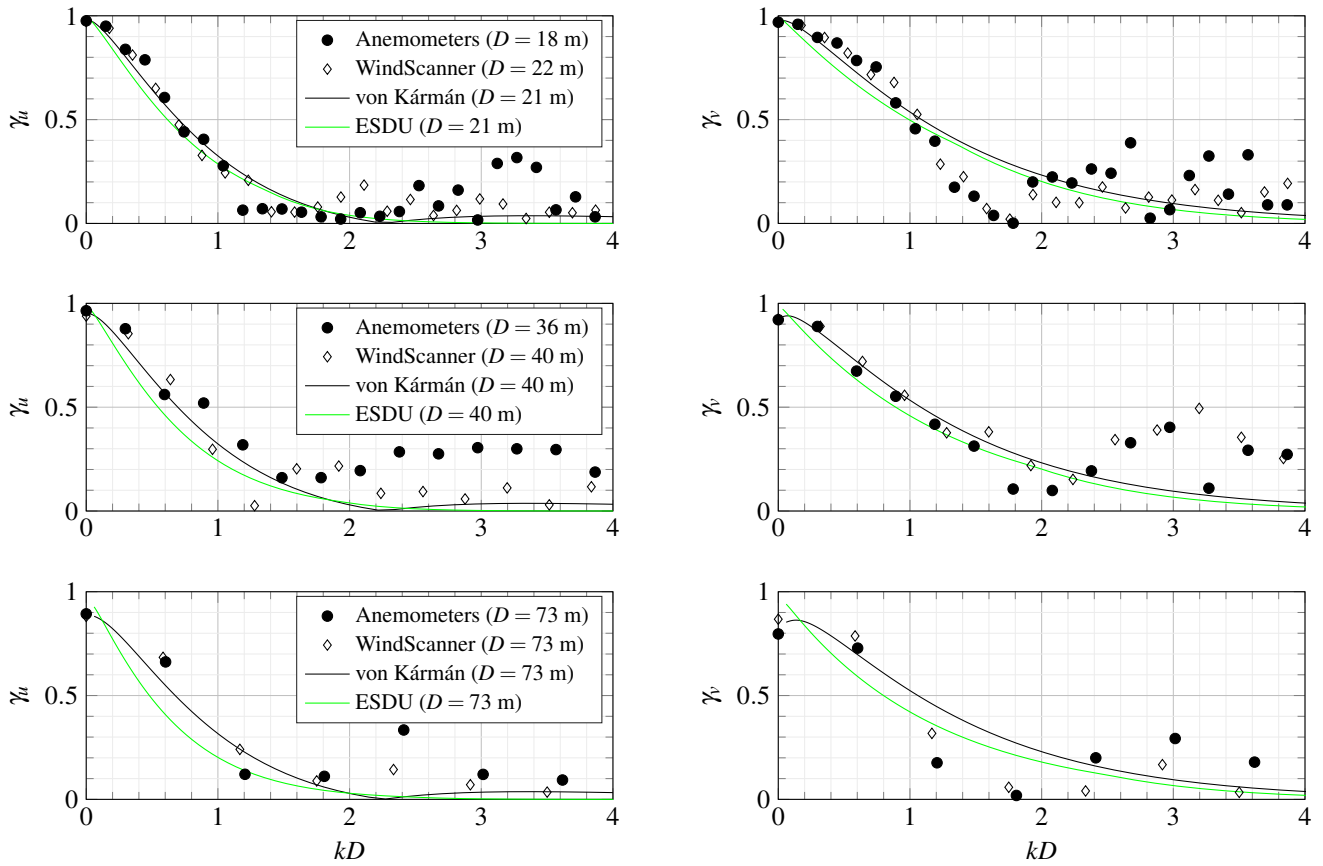 1
0.5
0
0 1 2 3 4
γu
Anemometers (D = 18 m)
WindScanner (D = 22 m)
von Kármán (D = 21 m)
ESDU (D = 21 m)
1
0.5
0
0 1 2 3 4
γv
1
0.5
0
0 1 2 3 4
γu
Anemometers (D = 36 m)
WindScanner (D = 40 m)
von Kármán (D = 40 m)
ESDU (D = 40 m)
1
0.5
0
0 1 2 3 4
γv
1
0.5
0
0 1 2 3 4
γu
kD
Anemometers (D = 73 m)
WindScanner (D = 73 m)
von Kármán (D = 73 m)
ESDU (D = 73 m)
1
0.5
0
0 1 2 3 4
γv
kD